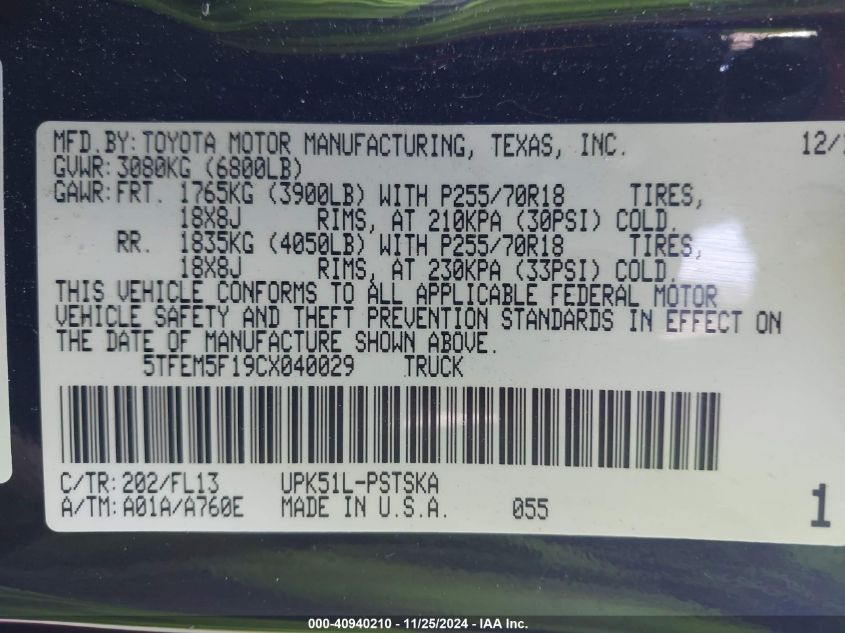 MFD.BY: TOYOTA MOTOR MANUFACTURING, TEXAS, INC. 12/
GVWR: 3080KG (6800LB)
GAWR: FRT. 1765KG (3900LB) WITH P255/70R18 TIRES,
18X8J RIMS, AT 210KPA (30PSI) COLD.
RR. 1835KG (4050LB) WITH P255/70R18 TIRES,
18X8J RIMS, AT 230KPA (33PSI) COLD.
THIS VEHICLE CONFORMS TO ALL APPLICABLE FEDERAL MOTOR
VEHICLE SAFETY AND THEFT PREVENTION STANDARDS IN EFFECT ON
THE DATE OF MANUFACTURE SHOWN ABOVE.
5TFEM5F19CX040029 TRUCK
C/TR: 202/FL13 UPK51L-PSTSKA
A/TM: A01A/A760E MADE IN U.S.A. 055 1
000-40940210 - 11/25/2024 - IAA Inc.